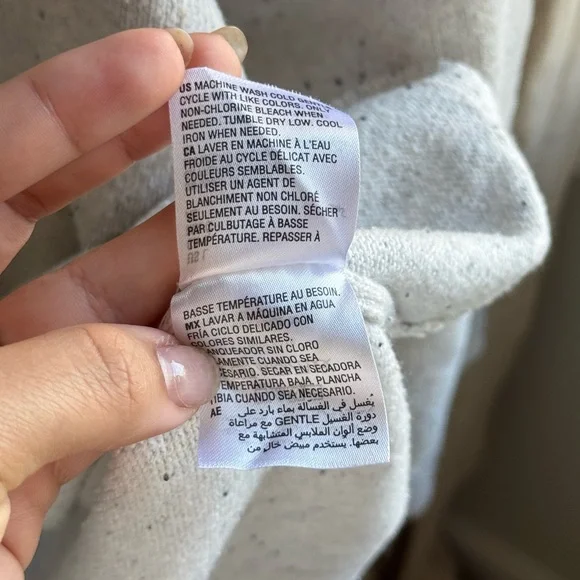 US MACHINE WASH COLD GENTLE
CYCLE WITH LIKE COLORS. ONLY
NON-CHLORINE BLEACH WHEN
NEEDED. TUMBLE DRY LOW. COOL
IRON WHEN NEEDED.
CA LAVER EN MACHINE À L'EAU
FROIDE AU CYCLE DÉLICAT AVEC
COULEURS SEMBLABLES.
UTILISER UN AGENT DE
BLANCHIMENT NON CHLORÉ
SEULEMENT AU BESOIN. SÉCHER
PAR CULBUTAGE À BASSE
TEMPÉRATURE. REPASSER À
BASSE TEMPÉRATURE AU BESOIN.
MX LAVAR A MÁQUINA EN AGUA
FRÍA CICLO DELICADO CON
COLORES SIMILARES.
ANQUEADOR SIN CLORO
AMENTE CUANDO SEA
CESARIO. SECAR EN SECADORA
TEMPERATURA BAJA. PLANCHA
TIBIA CUANDO SEA NECESARIO.
AE يُغسل في الغسالة بماء بارد على
دورة الغسيل GENTLE مع مراعاة
وضع ألوان الملابس المتشابهة مع
بعضها. يستخدم مبيض خال من